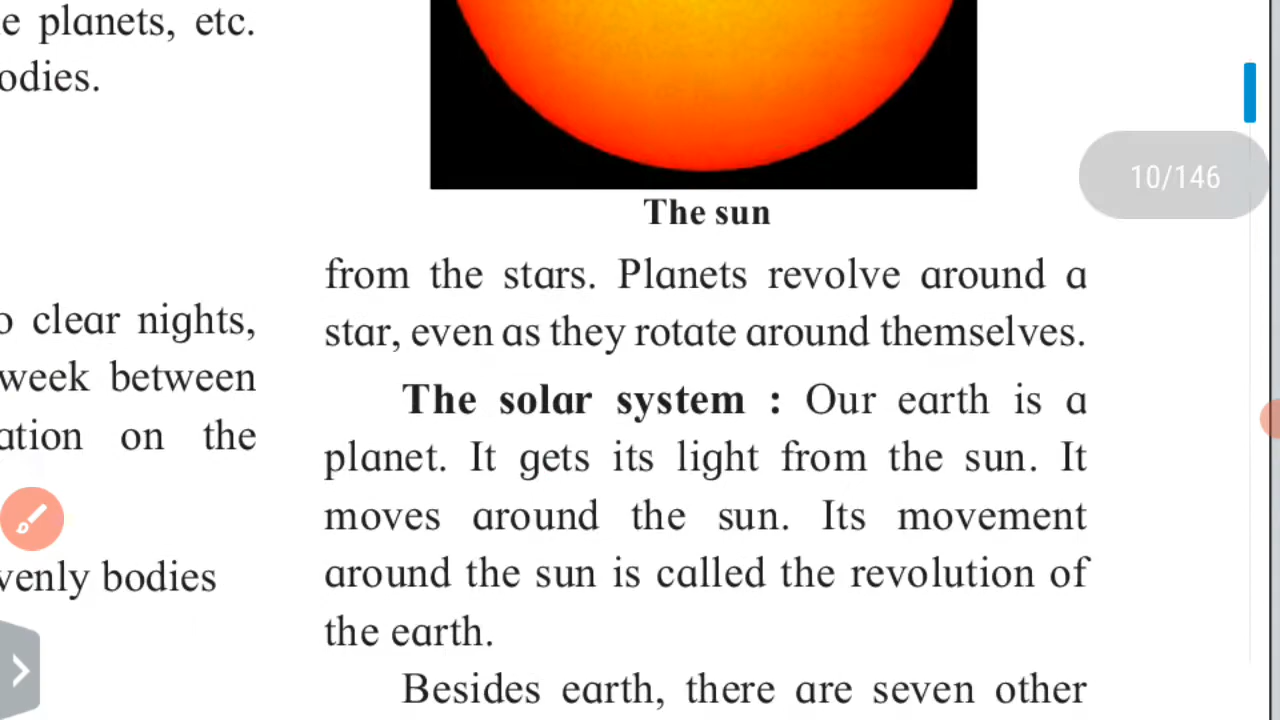 planets, etc.
clear nights,
week between
on the
bodies
10/146
The sun
from the stars. Planets revolve around a
star, even as they rotate around themselves.
The solar system : Our earth is a
planet. It gets its light from the sun. It
moves around the sun. Its movement
around the sun is called the revolution of
the earth.
Besides earth, there are seven other